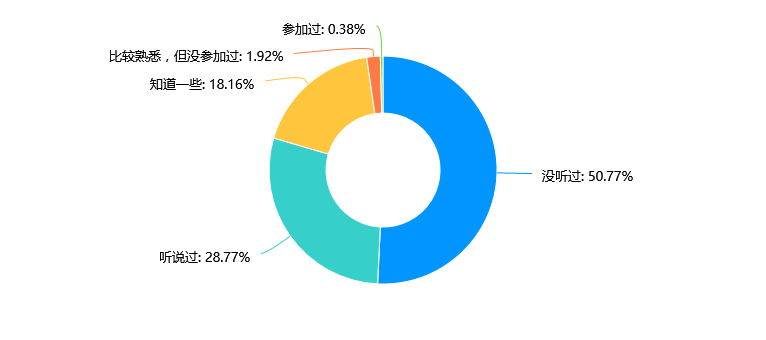 参加过: 0.38%
比较熟悉，但没参加过: 1.92%
知道一些: 18.16%
没听过: 50.77%
听说过: 28.77%